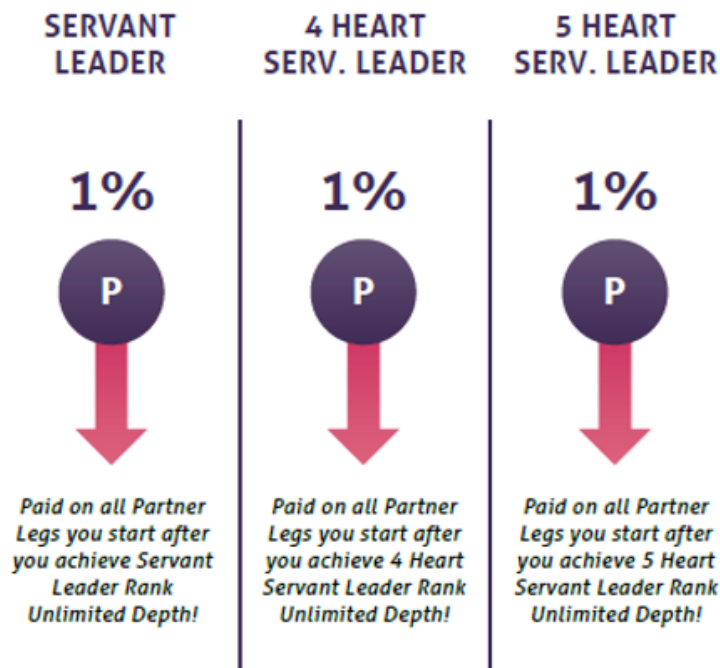 SERVANT
LEADER
1%
P
Paid on all Partner
Legs you start after
you achieve Servant
Leader Rank
Unlimited Depth!
4 HEART
SERV. LEADER
1%
P
Paid on all Partner
Legs you start after
you achieve 4 Heart
Servant Leader Rank
Unlimited Depth!
5 HEART
SERV. LEADER
1%
P
Paid on all Partner
Legs you start after
you achieve 5 Heart
Servant Leader Rank
Unlimited Depth!